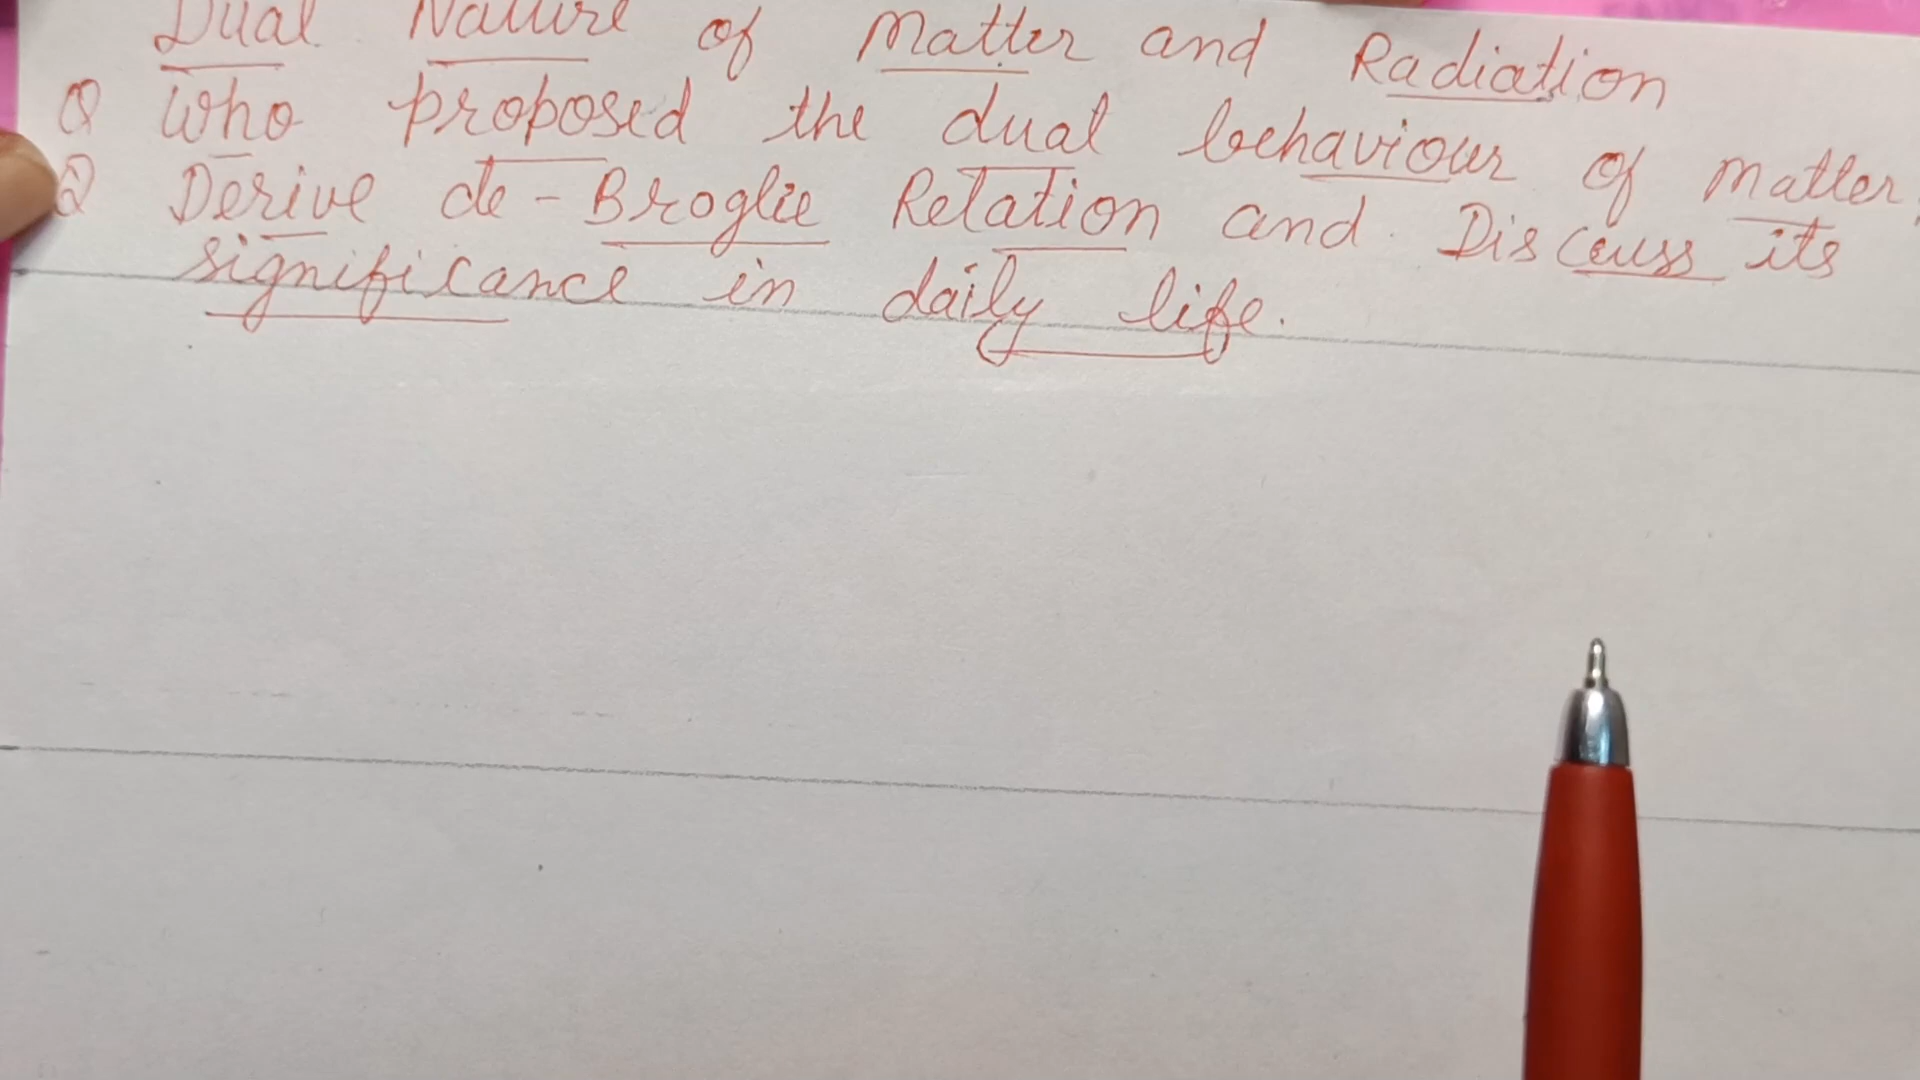 Dual Nature of Matter and Radiation
Q Who proposed the dual behaviour of matter.
Q Derive de-Broglie Relation and Discuss its
significance in daily life.